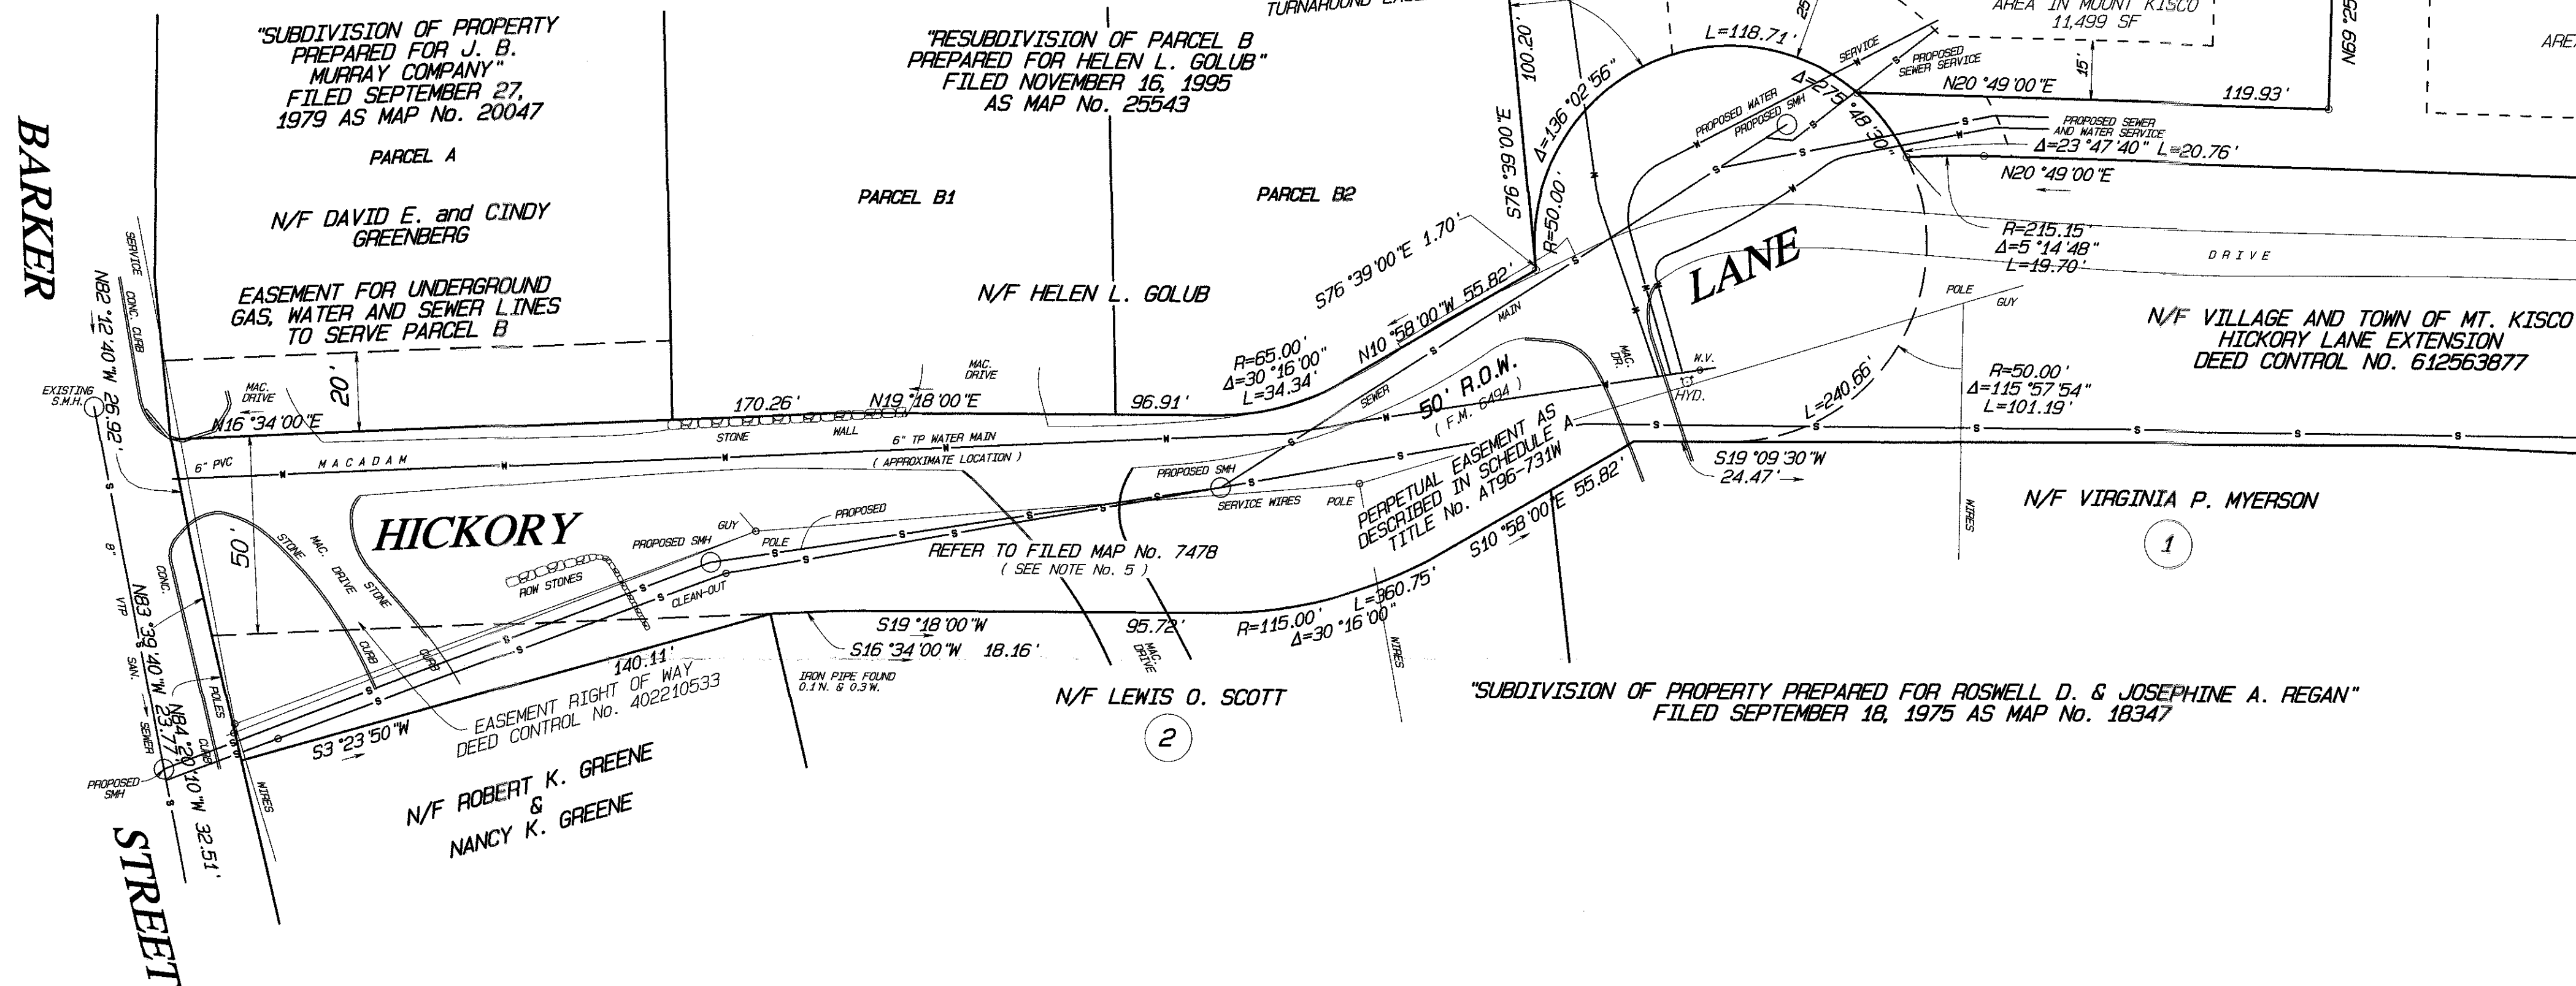 "SUBDIVISION OF PROPERTY
PREPARED FOR J. B.
MURRAY COMPANY"
FILED SEPTEMBER 27,
1979 AS MAP No. 20047
PARCEL A
N/F DAVID E. and CINDY
GREENBERG
EASEMENT FOR UNDERGROUND
GAS, WATER AND SEWER LINES
TO SERVE PARCEL B
20'
"RESUBDIVISION OF PARCEL B
PREPARED FOR HELEN L. GOLUB"
FILED NOVEMBER 16, 1995
AS MAP No. 25543
PARCEL B1
PARCEL B2
N/F HELEN L. GOLUB
TURNAROUND
100.20'
S76°39'00"E
Δ=136°02'56"
R=50.00'
L=118.71'
25'
Δ=275°48'30"
SERVICE
PROPOSED
SEWER SERVICE
PROPOSED WATER
PROPOSED SMH
AREA IN MOUNT KISCO
11,499 SF
15'
N20°49'00"E
119.93'
N69°25
ARE
PROPOSED SEWER
AND WATER SERVICE
Δ=23°47'40" L=20.76'
N20°49'00"E
R=215.15'
Δ=5°14'48"
L=19.70'
DRIVE
POLE
GUY
N/F VILLAGE AND TOWN OF MT. KISCO
HICKORY LANE EXTENSION
DEED CONTROL NO. 612563877
R=50.00'
Δ=115°57'54"
L=101.19'
L=240.66'
LANE
S76°39'00"E 1.70'
N10°58'00"W 55.82'
MAIN
SEWER
R=65.00'
Δ=30°16'00"
L=34.34'
50' R.O.W.
( F.M. 6494 )
MAC.
DR.
W.V.
HYD.
BARKER
SERVICE
CONC. CURB
N82°12'40"W 26.92'
EXISTING
S.M.H.
MAC.
DRIVE
N16°34'00"E
170.26'
N19°18'00"E
MAC.
DRIVE
96.91'
STONE
WALL
6" TP WATER MAIN
( APPROXIMATE LOCATION )
6" PVC
MACADAM
50'
HICKORY
STONE
MAC.
DRIVE
STONE
CURB
CURB
GUY
POLE
PROPOSED
PROPOSED SMH
ROW STONES
CLEAN-OUT
PROPOSED SMH
SERVICE WIRES
POLE
REFER TO FILED MAP No. 7478
( SEE NOTE No. 5 )
PERPETUAL EASEMENT AS
DESCRIBED IN SCHEDULE A
TITLE No. AT96-731W
S10°58'00"E 55.82'
S19°09'30"W
24.47'
WIRES
N/F VIRGINIA P. MYERSON
1
L=360.75'
R=115.00'
Δ=30°16'00"
WIRES
S19°18'00"W
95.72'
S16°34'00"W 18.16'
MAC.
DRIVE
IRON PIPE FOUND
0.1'N. & 0.3'W.
N/F LEWIS O. SCOTT
2
"SUBDIVISION OF PROPERTY PREPARED FOR ROSWELL D. & JOSEPHINE A. REGAN"
FILED SEPTEMBER 18, 1975 AS MAP No. 18347
8"
VTP
SAN.
SEWER
CONC.
CURB
POLES
N83°39'40"W 23.77'
N84°20'10"W 32.51'
WIRES
PROPOSED
SMH
140.11'
S3°23'50"W
EASEMENT RIGHT OF WAY
DEED CONTROL No. 402210533
N/F ROBERT K. GREENE
&
NANCY K. GREENE
STREET